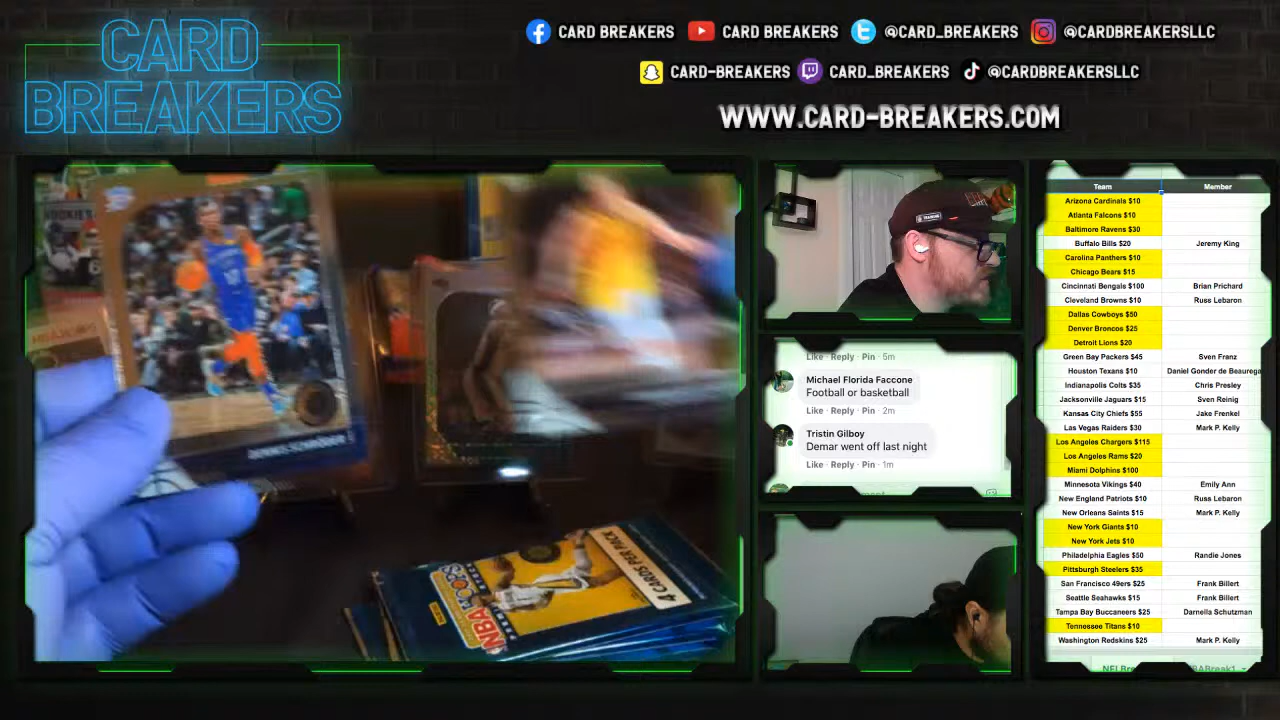 CARD
BREAKERS
CARD BREAKERS
CARD BREAKERS
@CARD_BREAKERS
@CARDBREAKERSLLC
CARD-BREAKERS
CARD_BREAKERS
@CARDBREAKERSLLC
WWW.CARD-BREAKERS.COM
4 CARDS PER PACK
NBA HOOPS
Like · Reply · Pin · 5m
Michael Florida Faccone
Football or basketball
Like · Reply · Pin · 2m
Tristin Gilboy
Demar went off last night
Like · Reply · Pin · 1m
Team Member
Arizona Cardinals $10
Atlanta Falcons $10
Baltimore Ravens $30
Buffalo Bills $20 Jeremy King
Carolina Panthers $10
Chicago Bears $15
Cincinnati Bengals $100 Brian Prichard
Cleveland Browns $10 Russ Lebaron
Dallas Cowboys $50
Denver Broncos $25
Detroit Lions $20
Green Bay Packers $45 Sven Franz
Houston Texans $10 Daniel Gonder de Beaurega
Indianapolis Colts $35 Chris Presley
Jacksonville Jaguars $15 Sven Reinig
Kansas City Chiefs $55 Jake Frenkel
Las Vegas Raiders $30 Mark P. Kelly
Los Angeles Chargers $115
Los Angeles Rams $20
Miami Dolphins $100
Minnesota Vikings $40 Emily Ann
New England Patriots $10 Russ Lebaron
New Orleans Saints $15 Mark P. Kelly
New York Giants $10
New York Jets $10
Philadelphia Eagles $50 Randie Jones
Pittsburgh Steelers $35
San Francisco 49ers $25 Frank Billert
Seattle Seahawks $15 Frank Billert
Tampa Bay Buccaneers $25 Darnella Schutzman
Tennessee Titans $10
Washington Redskins $25 Mark P. Kelly